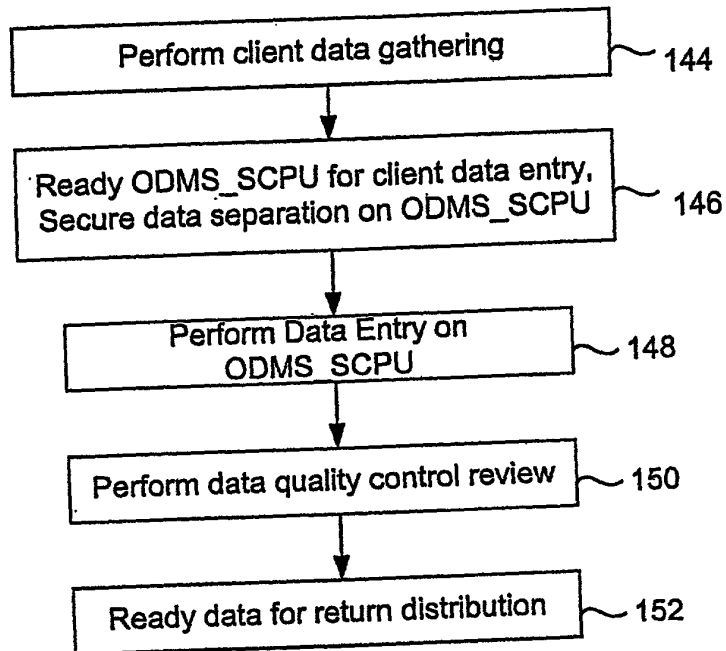 Perform client data gathering
144
Ready ODMS_SCPU for client data entry,
Secure data separation on ODMS_SCPU
146
Perform Data Entry on
ODMS_SCPU
148
Perform data quality control review
150
Ready data for return distribution
152